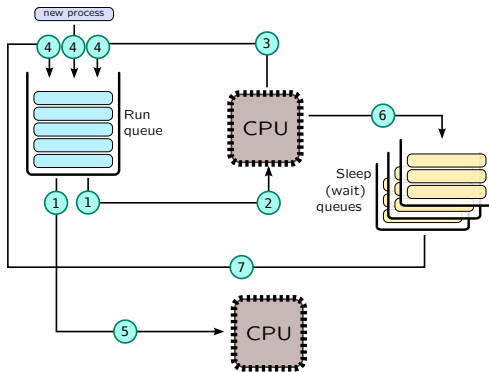 new process
4 4 4
3
Run
queue
CPU
6
Sleep
(wait)
queues
1 1
2
7
5
CPU